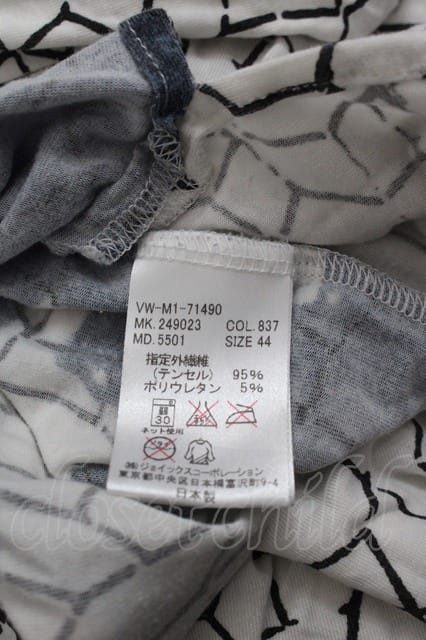 VW-M1-71490
MK. 249023 COL. 837
MD. 5501 SIZE 44
指定外繊維
(テンセル) 95%
ポリウレタン 5%
30
ネット使用
㈱ジョイックスコーポレーション
東京都中央区日本橋富沢町9-4
日本製
closet child